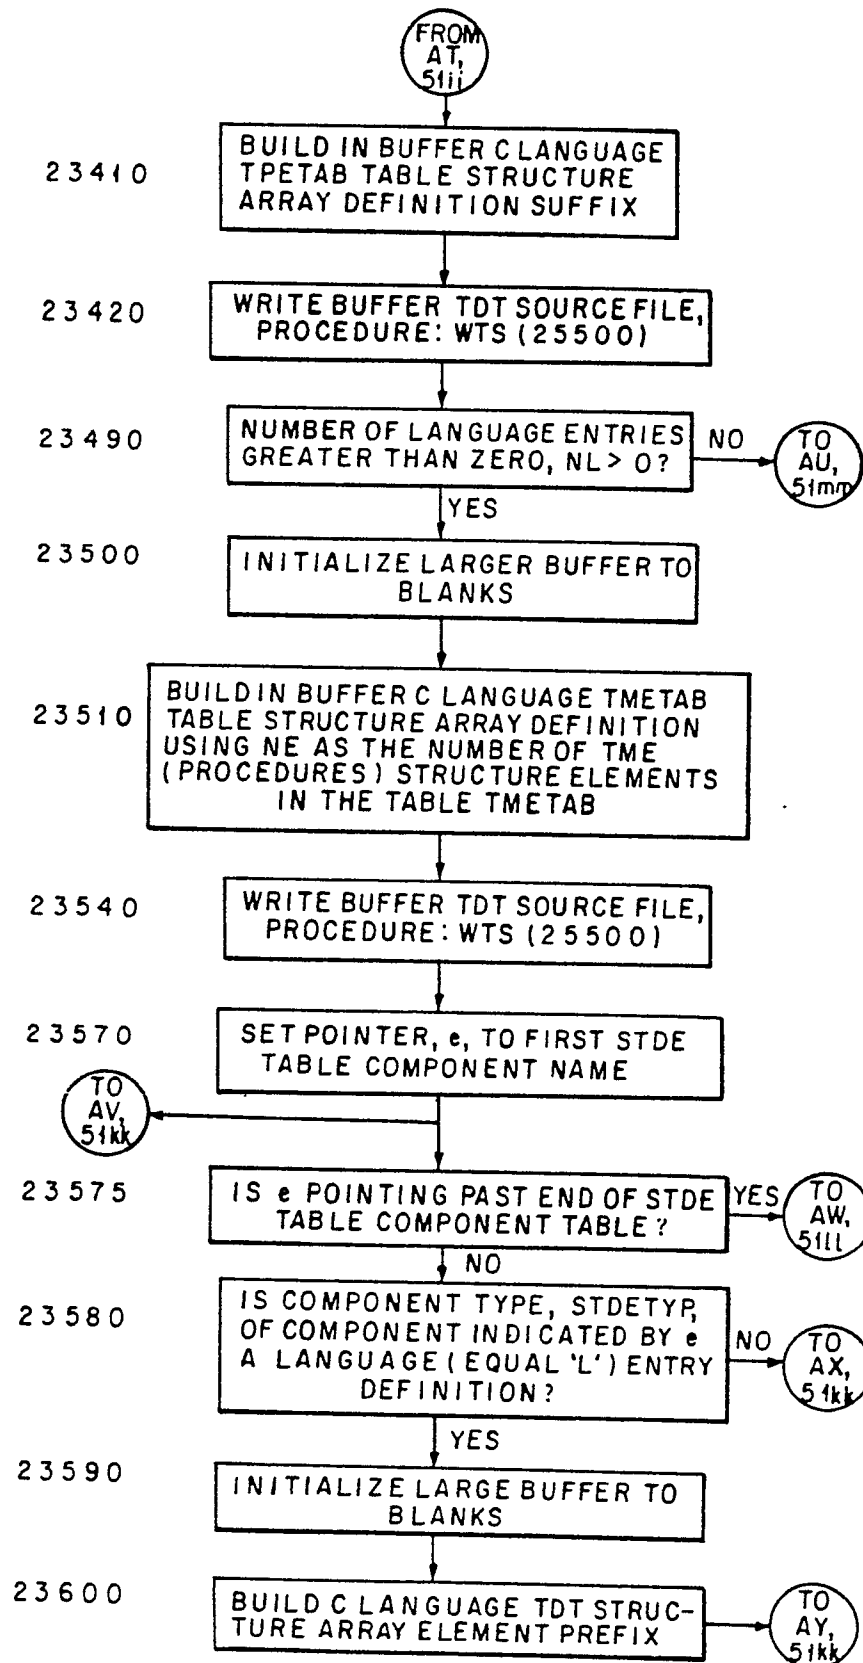 FROM
AT,
51ii
23410
BUILD IN BUFFER C LANGUAGE
TPETAB TABLE STRUCTURE
ARRAY DEFINITION SUFFIX
23420
WRITE BUFFER TDT SOURCE FILE,
PROCEDURE: WTS (25500)
23490
NUMBER OF LANGUAGE ENTRIES
GREATER THAN ZERO, NL > 0?
NO
TO
AU,
51mm
YES
23500
INITIALIZE LARGER BUFFER TO
BLANKS
23510
BUILD IN BUFFER C LANGUAGE TMETAB
TABLE STRUCTURE ARRAY DEFINITION
USING NE AS THE NUMBER OF TME
(PROCEDURES) STRUCTURE ELEMENTS
IN THE TABLE TMETAB
23540
WRITE BUFFER TDT SOURCE FILE,
PROCEDURE: WTS (25500)
23570
SET POINTER, e, TO FIRST STDE
TABLE COMPONENT NAME
TO
AV,
51kk
23575
IS e POINTING PAST END OF STDE
TABLE COMPONENT TABLE?
YES
TO
AW,
51ll
NO
23580
IS COMPONENT TYPE, STDETYP,
OF COMPONENT INDICATED BY e
A LANGUAGE (EQUAL 'L') ENTRY
DEFINITION?
NO
TO
AX,
51kk
YES
23590
INITIALIZE LARGE BUFFER TO
BLANKS
23600
BUILD C LANGUAGE TDT STRUC-
TURE ARRAY ELEMENT PREFIX
TO
AY,
51kk